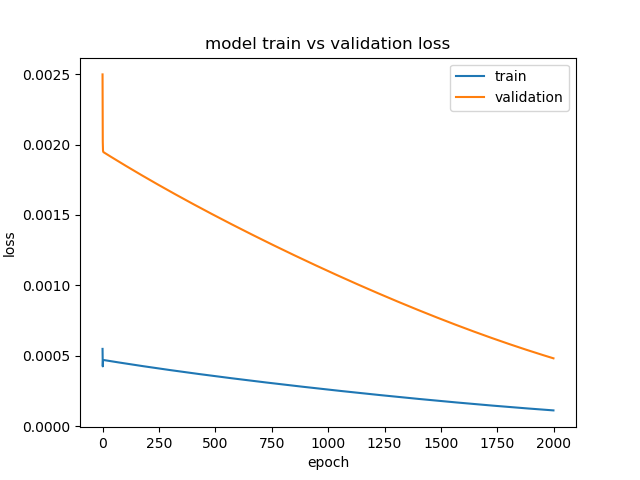 model train vs validation loss
train
validation
loss
0.0025
0.0020
0.0015
0.0010
0.0005
0.0000
0 250 500 750 1000 1250 1500 1750 2000
epoch